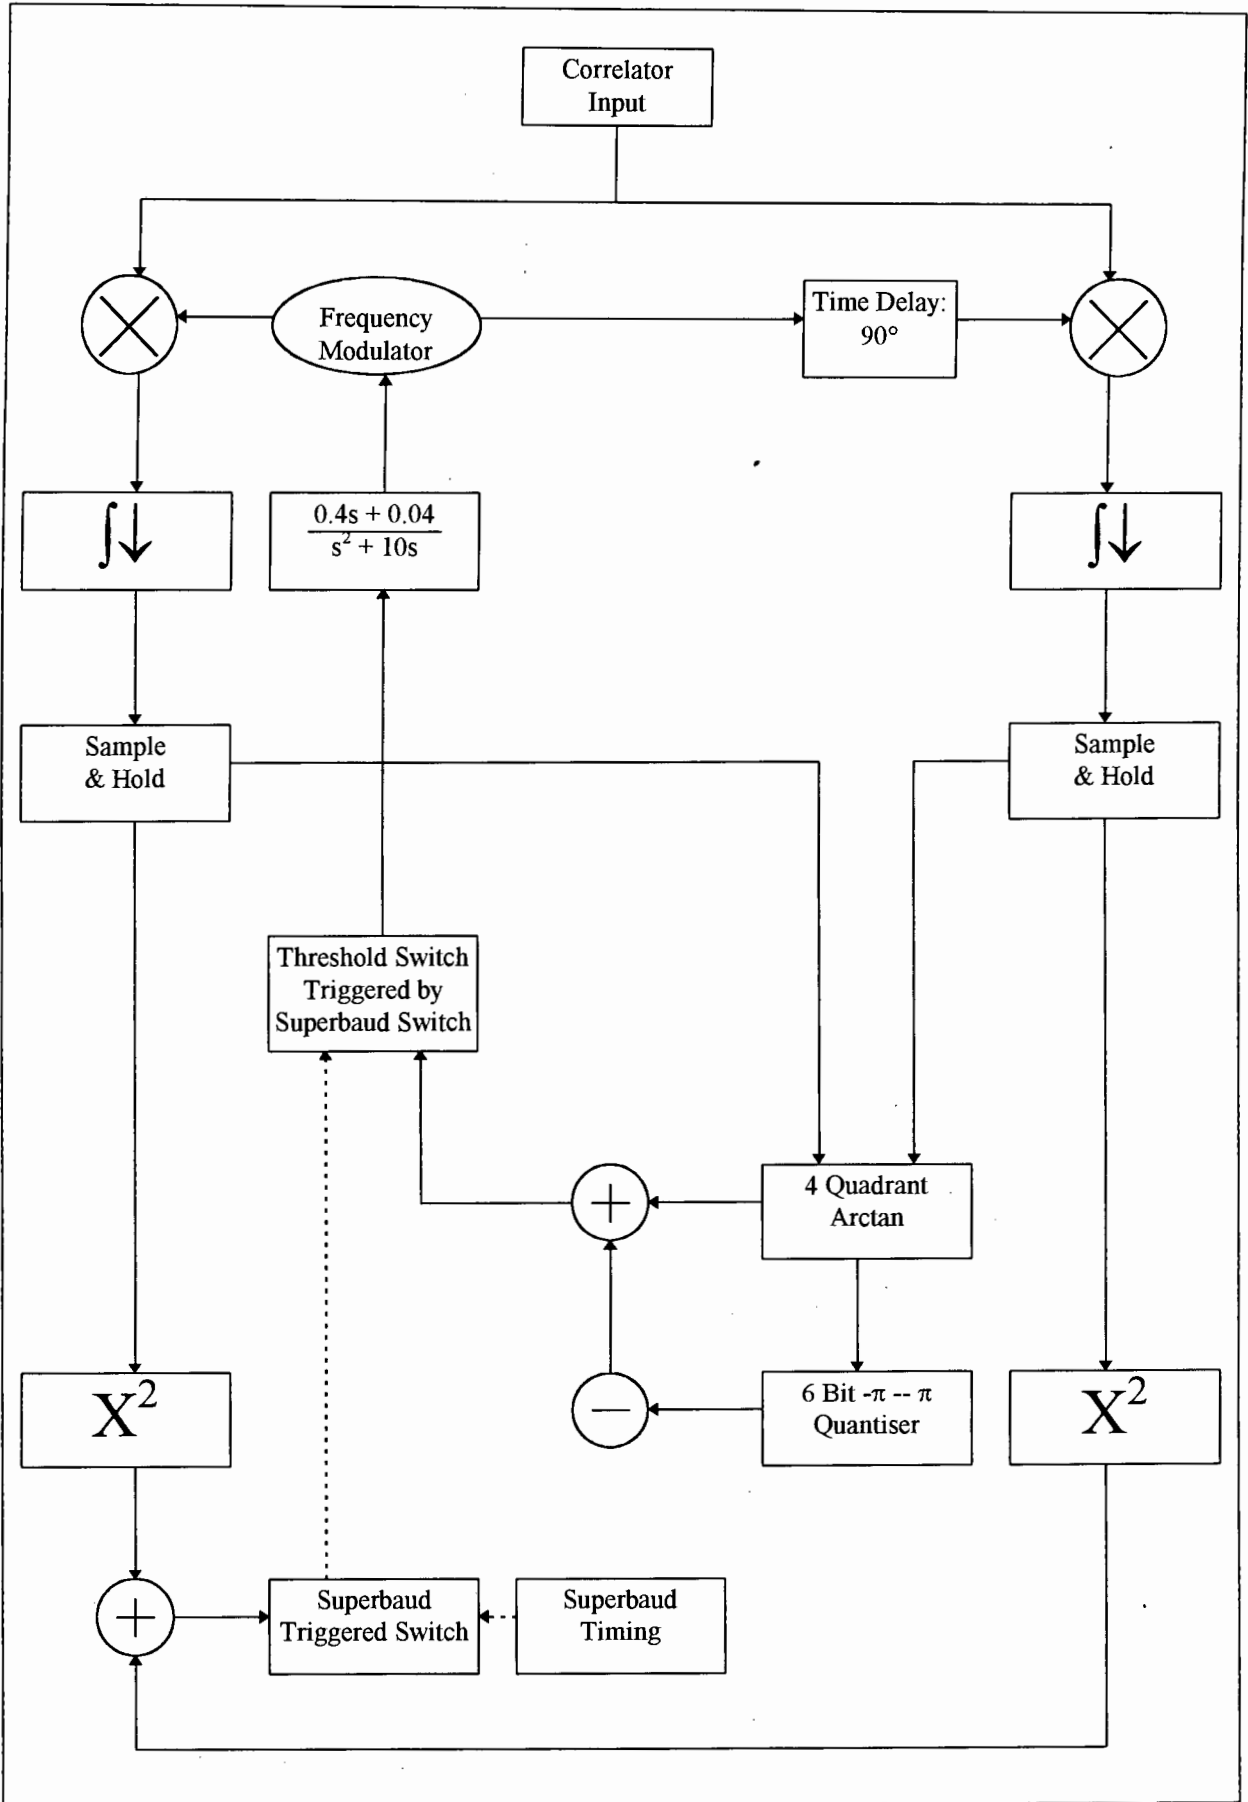 Correlator
Input
Frequency
Modulator
Time Delay:
90°
∫↓
0.4s + 0.04
s² + 10s
∫↓
Sample
& Hold
Sample
& Hold
Threshold Switch
Triggered by
Superbaud Switch
4 Quadrant
Arctan
X²
6 Bit -π -- π
Quantiser
X²
Superbaud
Triggered Switch
Superbaud
Timing